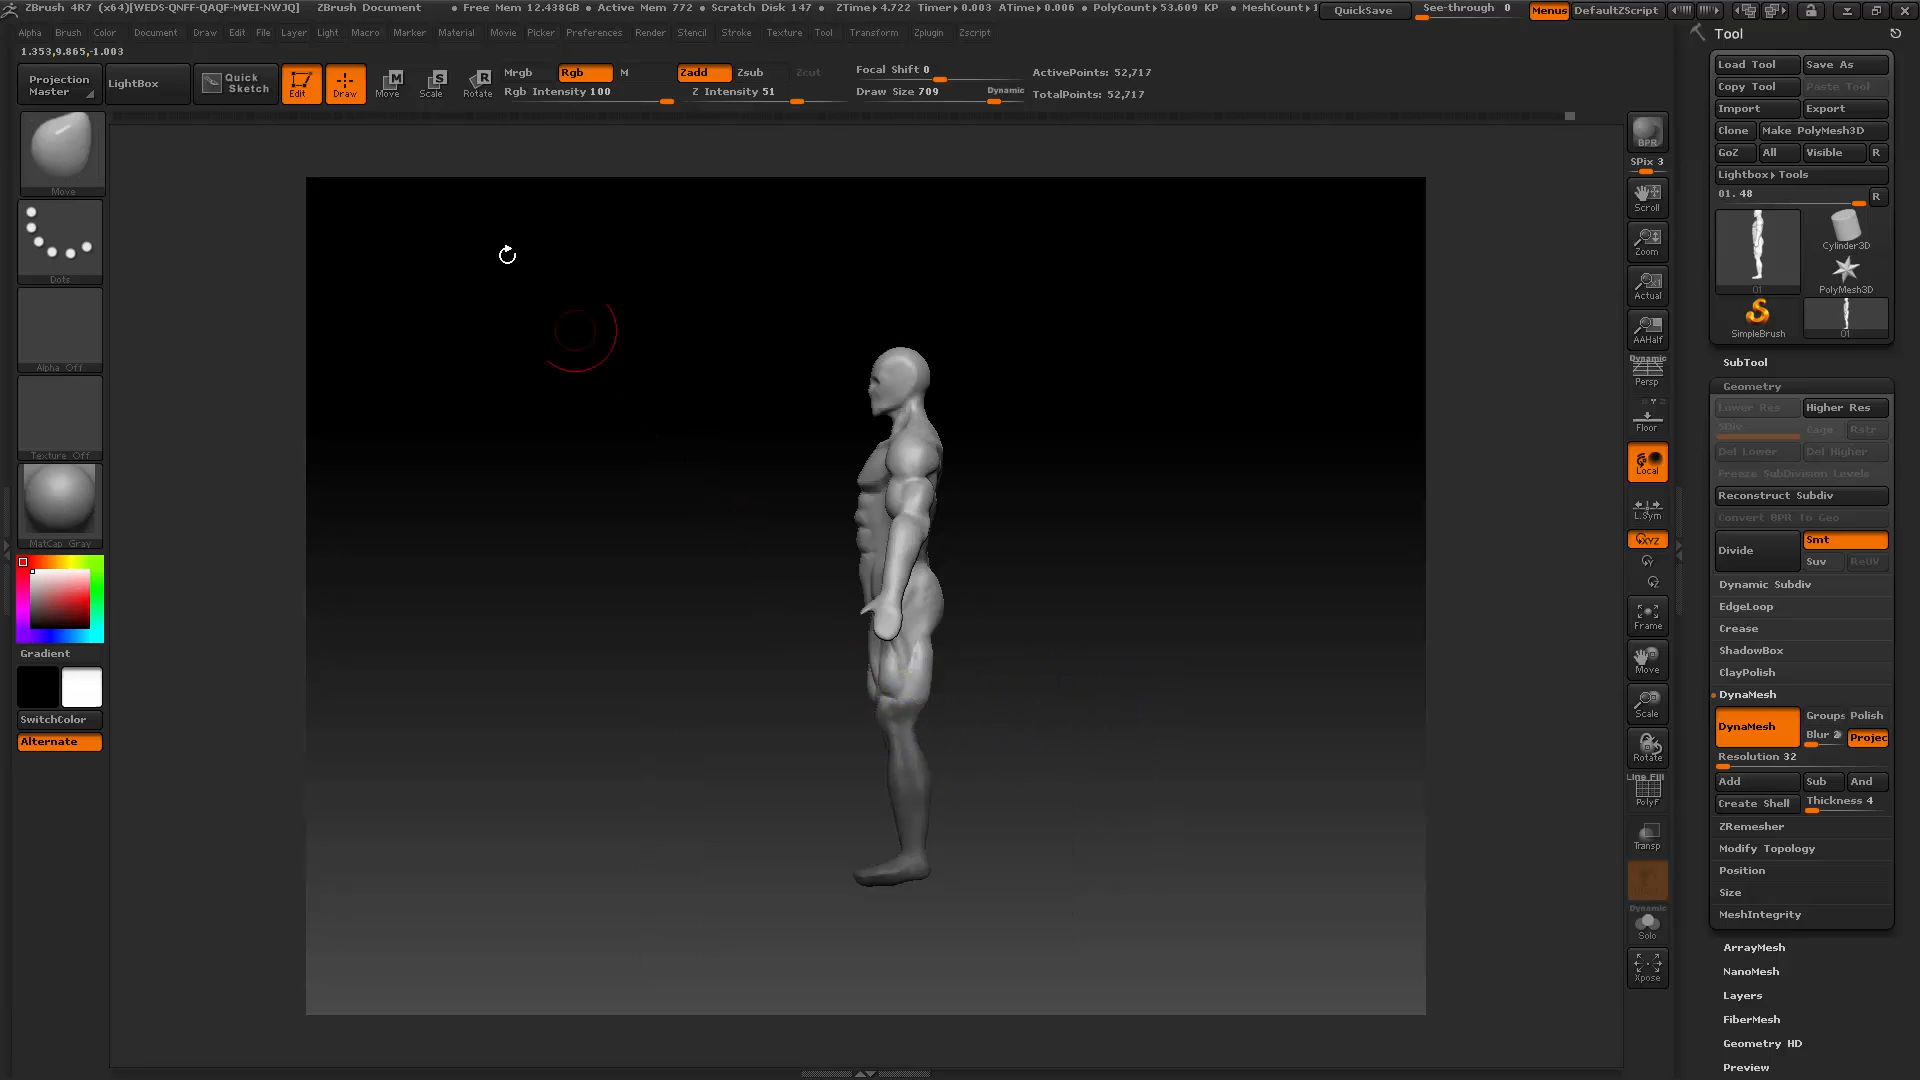 ZBrush 4R7 (x64)[WEDS-QNFF-QAQF-MVEI-NWJQ] ZBrush Document • Free Mem 12.438GB • Active Mem 772 • Scratch Disk 147 • ZTime▸4.722 Timer▸0.003 ATime▸0.006 • PolyCount▸53.609 KP • MeshCount▸1 QuickSave See-through 0 Menus DefaultZScript
Alpha Brush Color Document Draw Edit File Layer Light Macro Marker Material Movie Picker Preferences Render Stencil Stroke Texture Tool Transform Zplugin Zscript
1.353,9.865,-1.003
Projection Master
LightBox
Quick Sketch
Edit
Draw
Move
Scale
Rotate
Mrgb Rgb M
Rgb Intensity 100
Zadd Zsub Zcut
Z Intensity 51
Focal Shift 0
Draw Size 709 Dynamic
ActivePoints: 52,717
TotalPoints: 52,717
Move
Dots
Alpha Off
Texture Off
MatCap Gray
Gradient
SwitchColor
Alternate
BPR
SPix 3
Scroll
Zoom
Actual
AAHalf
Dynamic
Persp
Floor
Local
L.Sym
XYZ
Frame
Move
Scale
Rotate
Line Fill
PolyF
Transp
Dynamic
Solo
Xpose
Tool
Load Tool Save As
Copy Tool Paste Tool
Import Export
Clone Make PolyMesh3D
GoZ All Visible R
Lightbox▸Tools
01. 48 R
Cylinder3D
PolyMesh3D
01
SimpleBrush
01
SubTool
Geometry
Lower Res Higher Res
SDiv Cage Rstr
Del Lower Del Higher
Freeze SubDivision Levels
Reconstruct Subdiv
Convert BPR To Geo
Divide Smt
Suv ReUV
Dynamic Subdiv
EdgeLoop
Crease
ShadowBox
ClayPolish
DynaMesh
DynaMesh Groups Polish
Blur 2 Projec
Resolution 32
Add Sub And
Create Shell Thickness 4
ZRemesher
Modify Topology
Position
Size
MeshIntegrity
ArrayMesh
NanoMesh
Layers
FiberMesh
Geometry HD
Preview